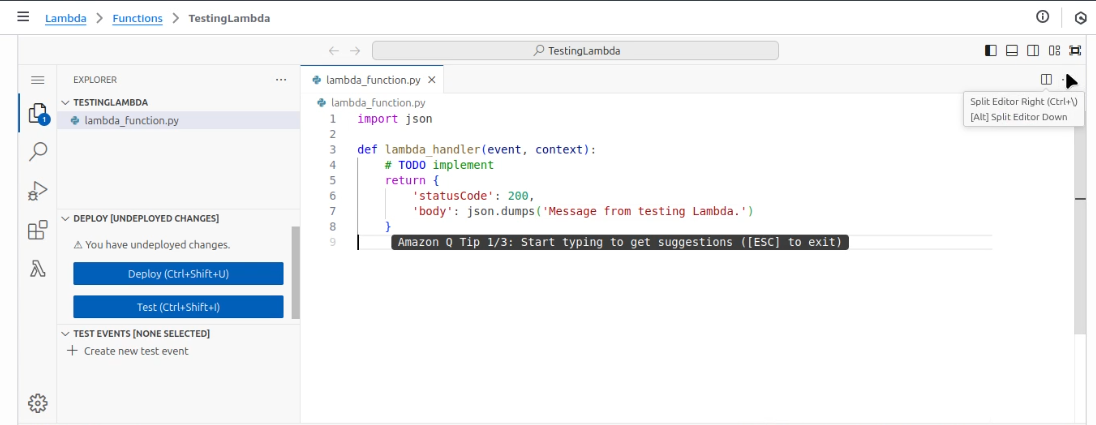 Lambda > Functions > TestingLambda
TestingLambda
EXPLORER
TESTINGLAMBDA
lambda_function.py
1
DEPLOY [UNDEPLOYED CHANGES]
⚠ You have undeployed changes.
Deploy (Ctrl+Shift+U)
Test (Ctrl+Shift+I)
TEST EVENTS [NONE SELECTED]
+ Create new test event
lambda_function.py
lambda_function.py
Split Editor Right (Ctrl+\)
[Alt] Split Editor Down
1 import json
2
3 def lambda_handler(event, context):
4     # TODO implement
5     return {
6         'statusCode': 200,
7         'body': json.dumps('Message from testing Lambda.')
8     }
9 Amazon Q Tip 1/3: Start typing to get suggestions ([ESC] to exit)